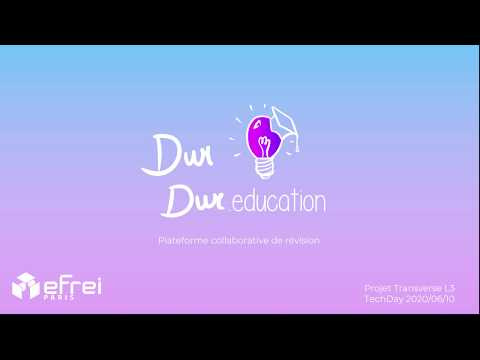 Dur
Dur.education
Plateforme collaborative de révision
efrei
PARIS
Projet Transverse L3
TechDay 2020/06/10